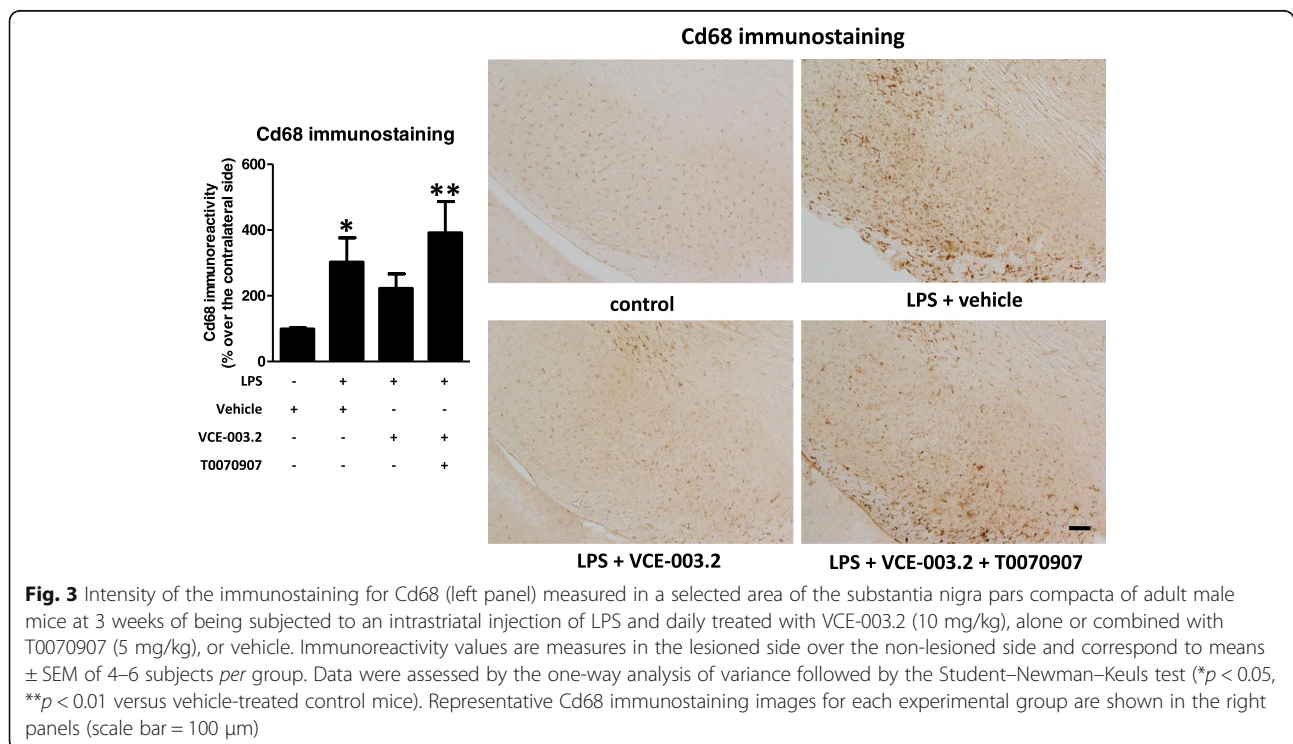 Cd68 immunostaining
Cd68 immunostaining
Cd68 immunoreactivity
(% over the contralateral side)
600
400
200
0
*
**
LPS - + + +
Vehicle + + - -
VCE-003.2 - - + +
T0070907 - - - +
control
LPS + vehicle
LPS + VCE-003.2
LPS + VCE-003.2 + T0070907
Fig. 3 Intensity of the immunostaining for Cd68 (left panel) measured in a selected area of the substantia nigra pars compacta of adult male
mice at 3 weeks of being subjected to an intrastriatal injection of LPS and daily treated with VCE-003.2 (10 mg/kg), alone or combined with
T0070907 (5 mg/kg), or vehicle. Immunoreactivity values are measures in the lesioned side over the non-lesioned side and correspond to means
± SEM of 4–6 subjects per group. Data were assessed by the one-way analysis of variance followed by the Student–Newman–Keuls test (*p < 0.05,
**p < 0.01 versus vehicle-treated control mice). Representative Cd68 immunostaining images for each experimental group are shown in the right
panels (scale bar = 100 μm)